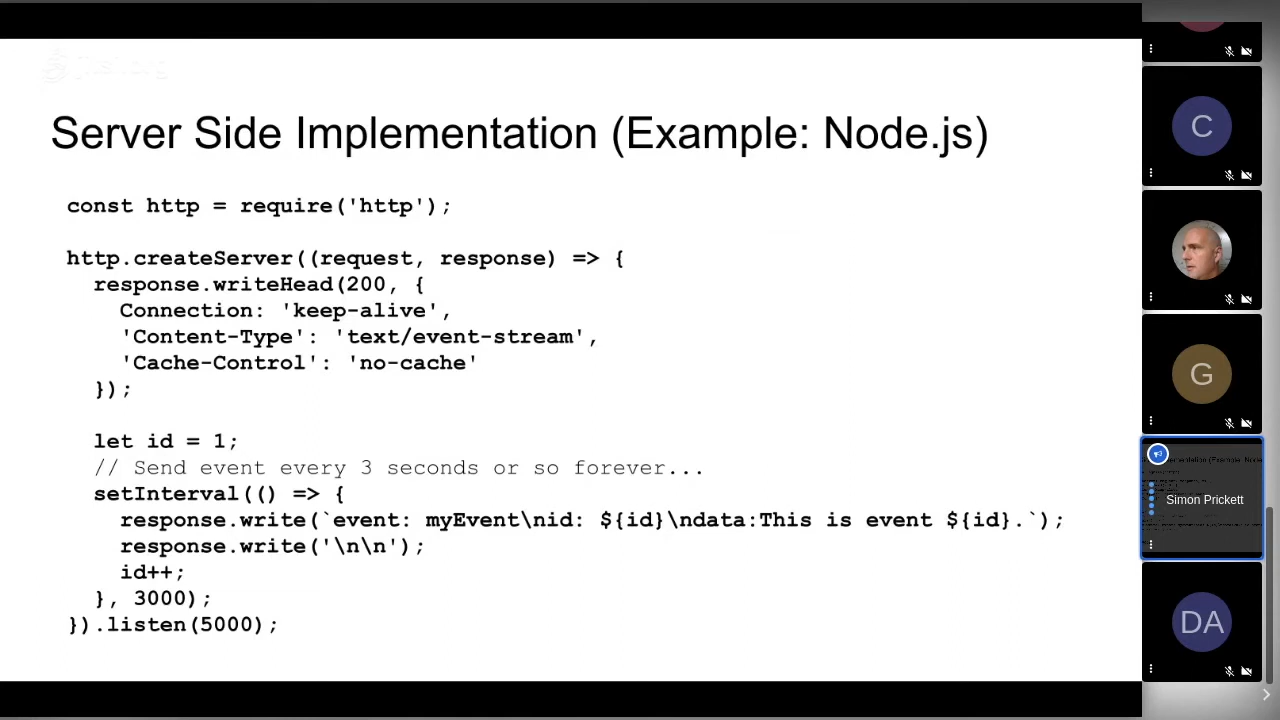 Server Side Implementation (Example: Node.js)
const http = require('http');
http.createServer((request, response) => {
response.writeHead(200, {
Connection: 'keep-alive',
'Content-Type': 'text/event-stream',
'Cache-Control': 'no-cache'
});
let id = 1;
// Send event every 3 seconds or so forever...
setInterval(() => {
response.write(`event: myEvent\nid: ${id}\ndata:This is event ${id}.`);
response.write('\n\n');
id++;
}, 3000);
}).listen(5000);
C
G
Simon Prickett
DA